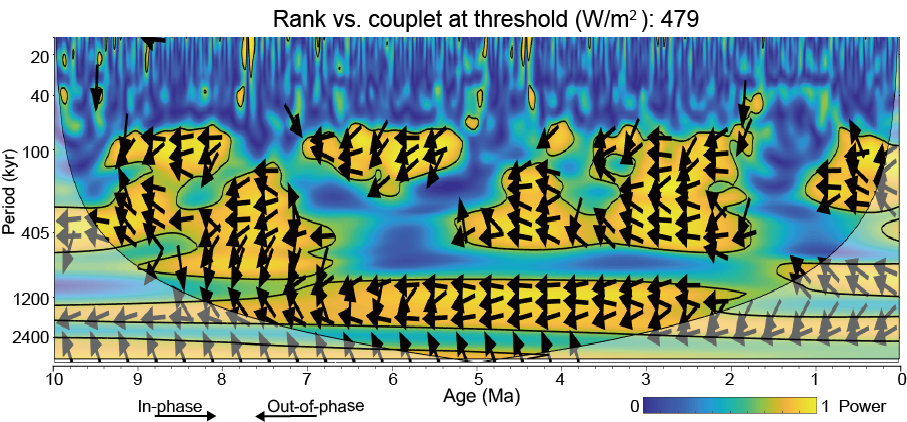 Rank vs. couplet at threshold (W/m²): 479
Period (kyr)
20
40
100
405
1200
2400
10 9 8 7 6 5 4 3 2 1 0
Age (Ma)
In-phase Out-of-phase
0 1 Power